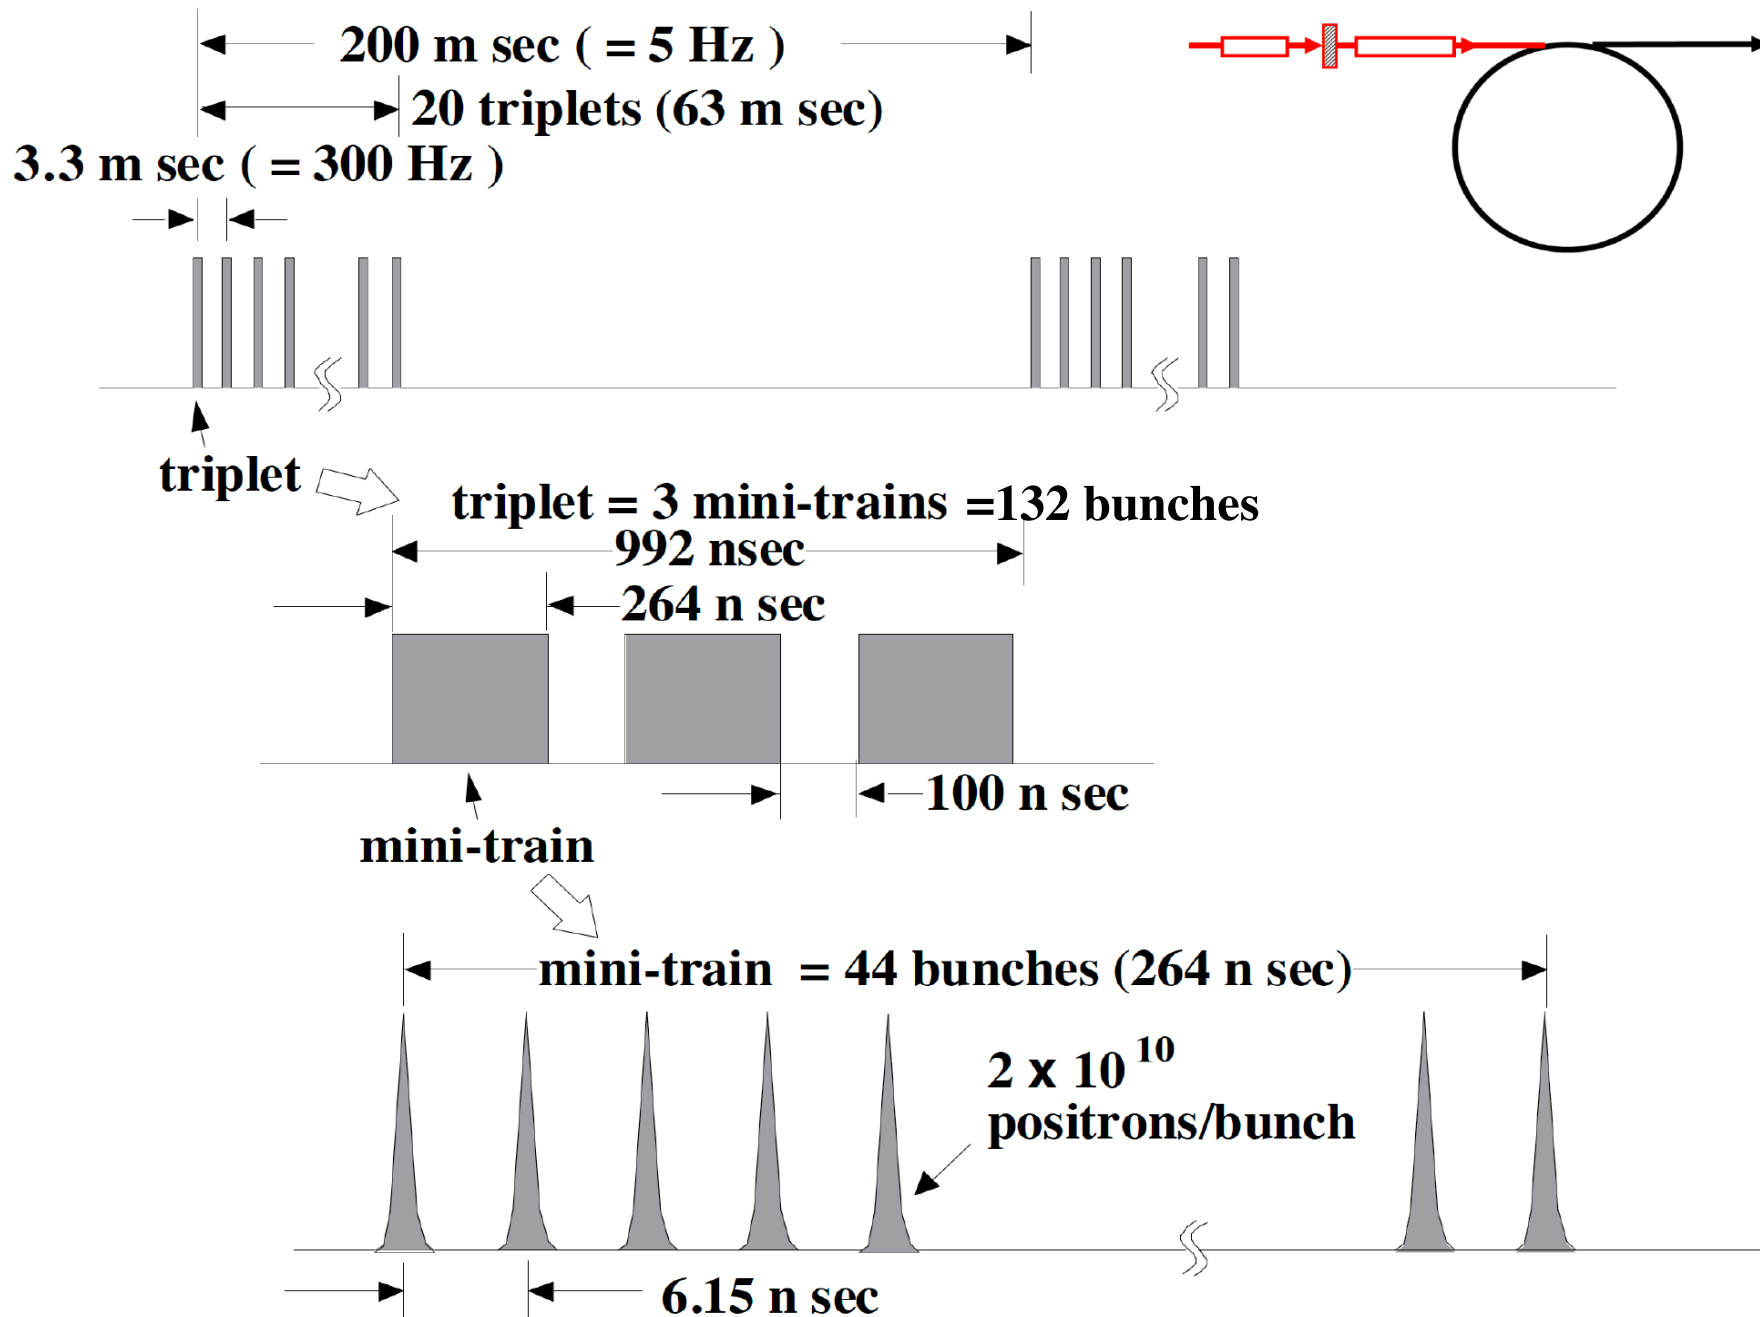 200 m sec ( = 5 Hz )
20 triplets (63 m sec)
3.3 m sec ( = 300 Hz )
triplet
triplet = 3 mini-trains =132 bunches
992 nsec
264 n sec
100 n sec
mini-train
mini-train = 44 bunches (264 n sec)
2 x 10 10
positrons/bunch
6.15 n sec